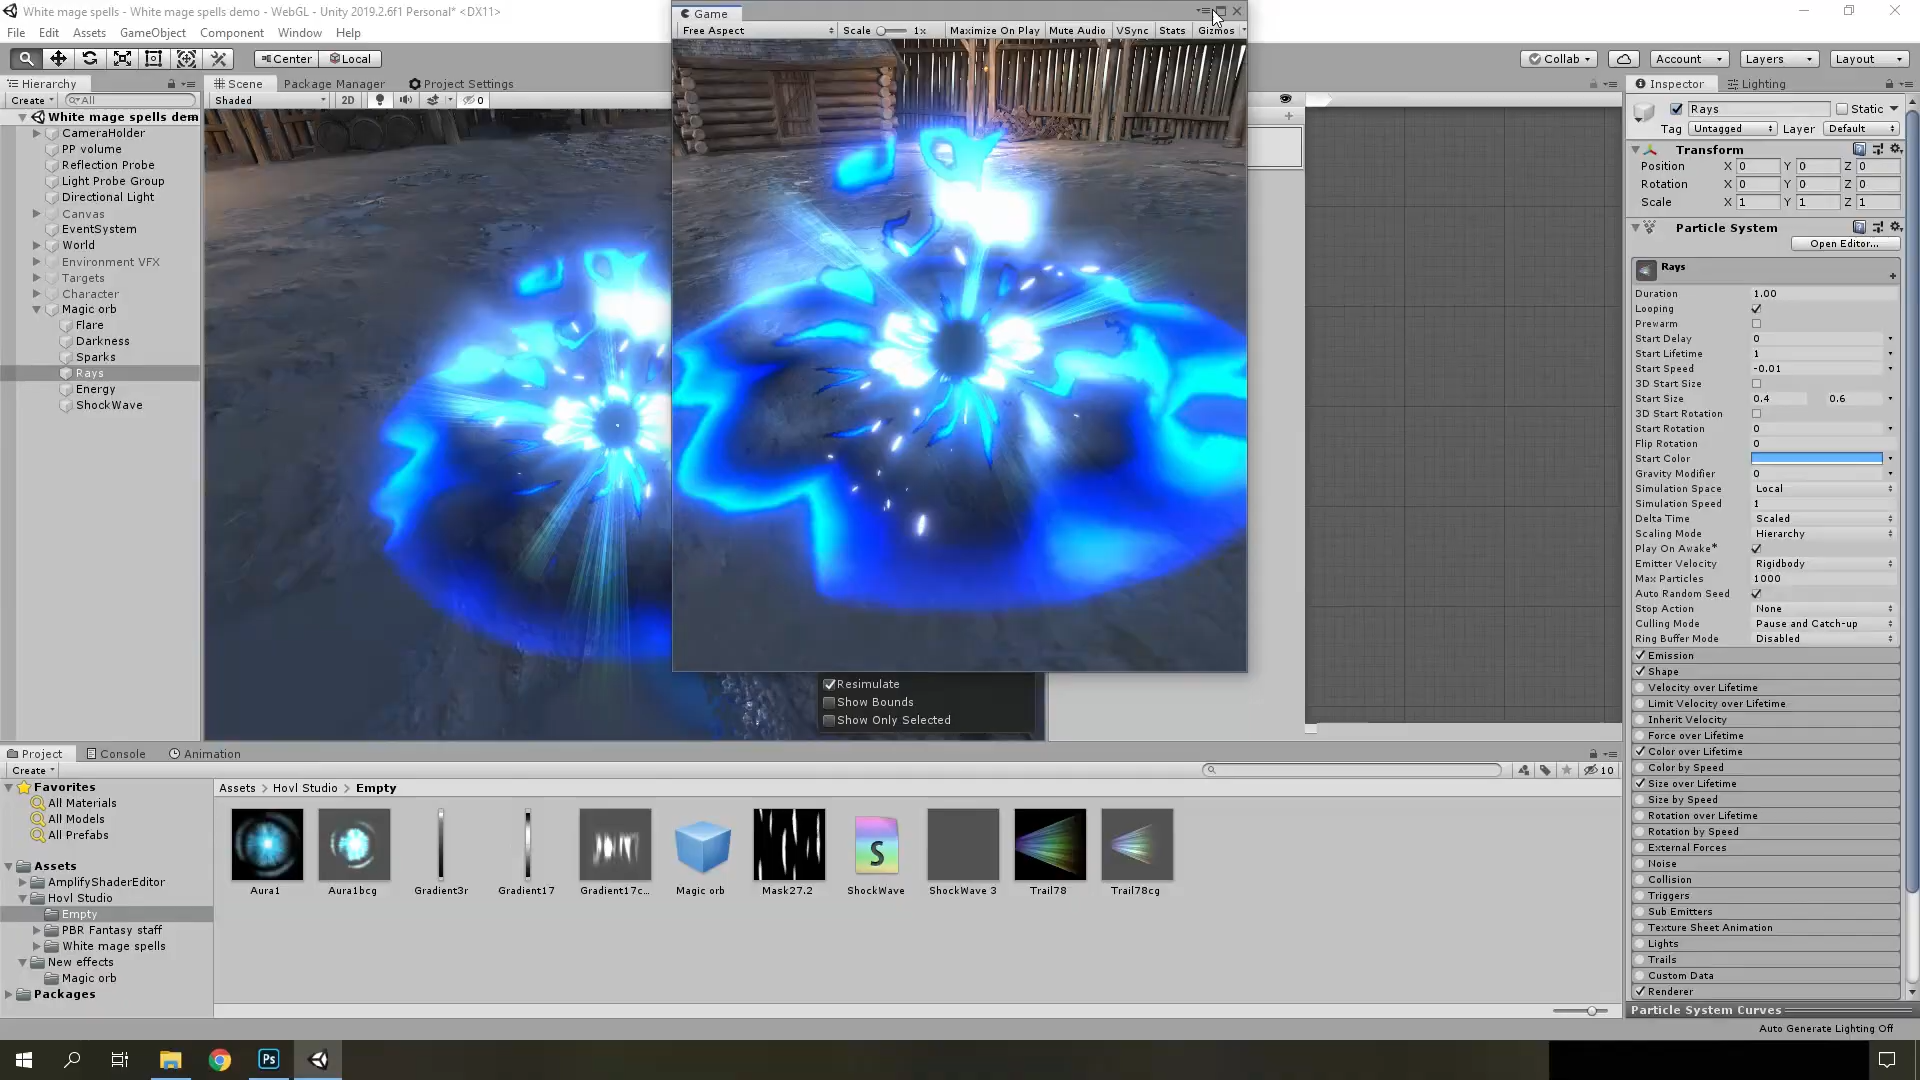 White mage spells - White mage spells demo - WebGL - Unity 2019.2.6f1 Personal* <DX11>
File Edit Assets GameObject Component Window Help
Center Local
Collab Account Layers Layout
Hierarchy
Create All
White mage spells dem
CameraHolder
PP volume
Reflection Probe
Light Probe Group
Directional Light
Canvas
EventSystem
World
Environment VFX
Targets
Character
Magic orb
Flare
Darkness
Sparks
Rays
Energy
ShockWave
Scene Package Manager Project Settings
Shaded 2D 0
Game
Free Aspect Scale 1x Maximize On Play Mute Audio VSync Stats Gizmos
Resimulate
Show Bounds
Show Only Selected
Inspector Lighting
Rays Static
Tag Untagged Layer Default
Transform
Position X 0 Y 0 Z 0
Rotation X 0 Y 0 Z 0
Scale X 1 Y 1 Z 1
Particle System
Open Editor...
Rays
Duration 1.00
Looping
Prewarm
Start Delay 0
Start Lifetime 1
Start Speed -0.01
3D Start Size
Start Size 0.4 0.6
3D Start Rotation
Start Rotation 0
Flip Rotation 0
Start Color
Gravity Modifier 0
Simulation Space Local
Simulation Speed 1
Delta Time Scaled
Scaling Mode Hierarchy
Play On Awake*
Emitter Velocity Rigidbody
Max Particles 1000
Auto Random Seed
Stop Action None
Culling Mode Pause and Catch-up
Ring Buffer Mode Disabled
Emission
Shape
Velocity over Lifetime
Limit Velocity over Lifetime
Inherit Velocity
Force over Lifetime
Color over Lifetime
Color by Speed
Size over Lifetime
Size by Speed
Rotation over Lifetime
Rotation by Speed
External Forces
Noise
Collision
Triggers
Sub Emitters
Texture Sheet Animation
Lights
Trails
Custom Data
Renderer
Particle System Curves
Auto Generate Lighting Off
Project Console Animation
Create 10
Favorites
All Materials
All Models
All Prefabs
Assets
AmplifyShaderEditor
Hovl Studio
Empty
PBR Fantasy staff
White mage spells
New effects
Magic orb
Packages
Assets > Hovl Studio > Empty
S
Aura1 Aura1bcg Gradient3r Gradient17 Gradient17c... Magic orb Mask27.2 ShockWave ShockWave 3 Trail78 Trail78cg
Ps